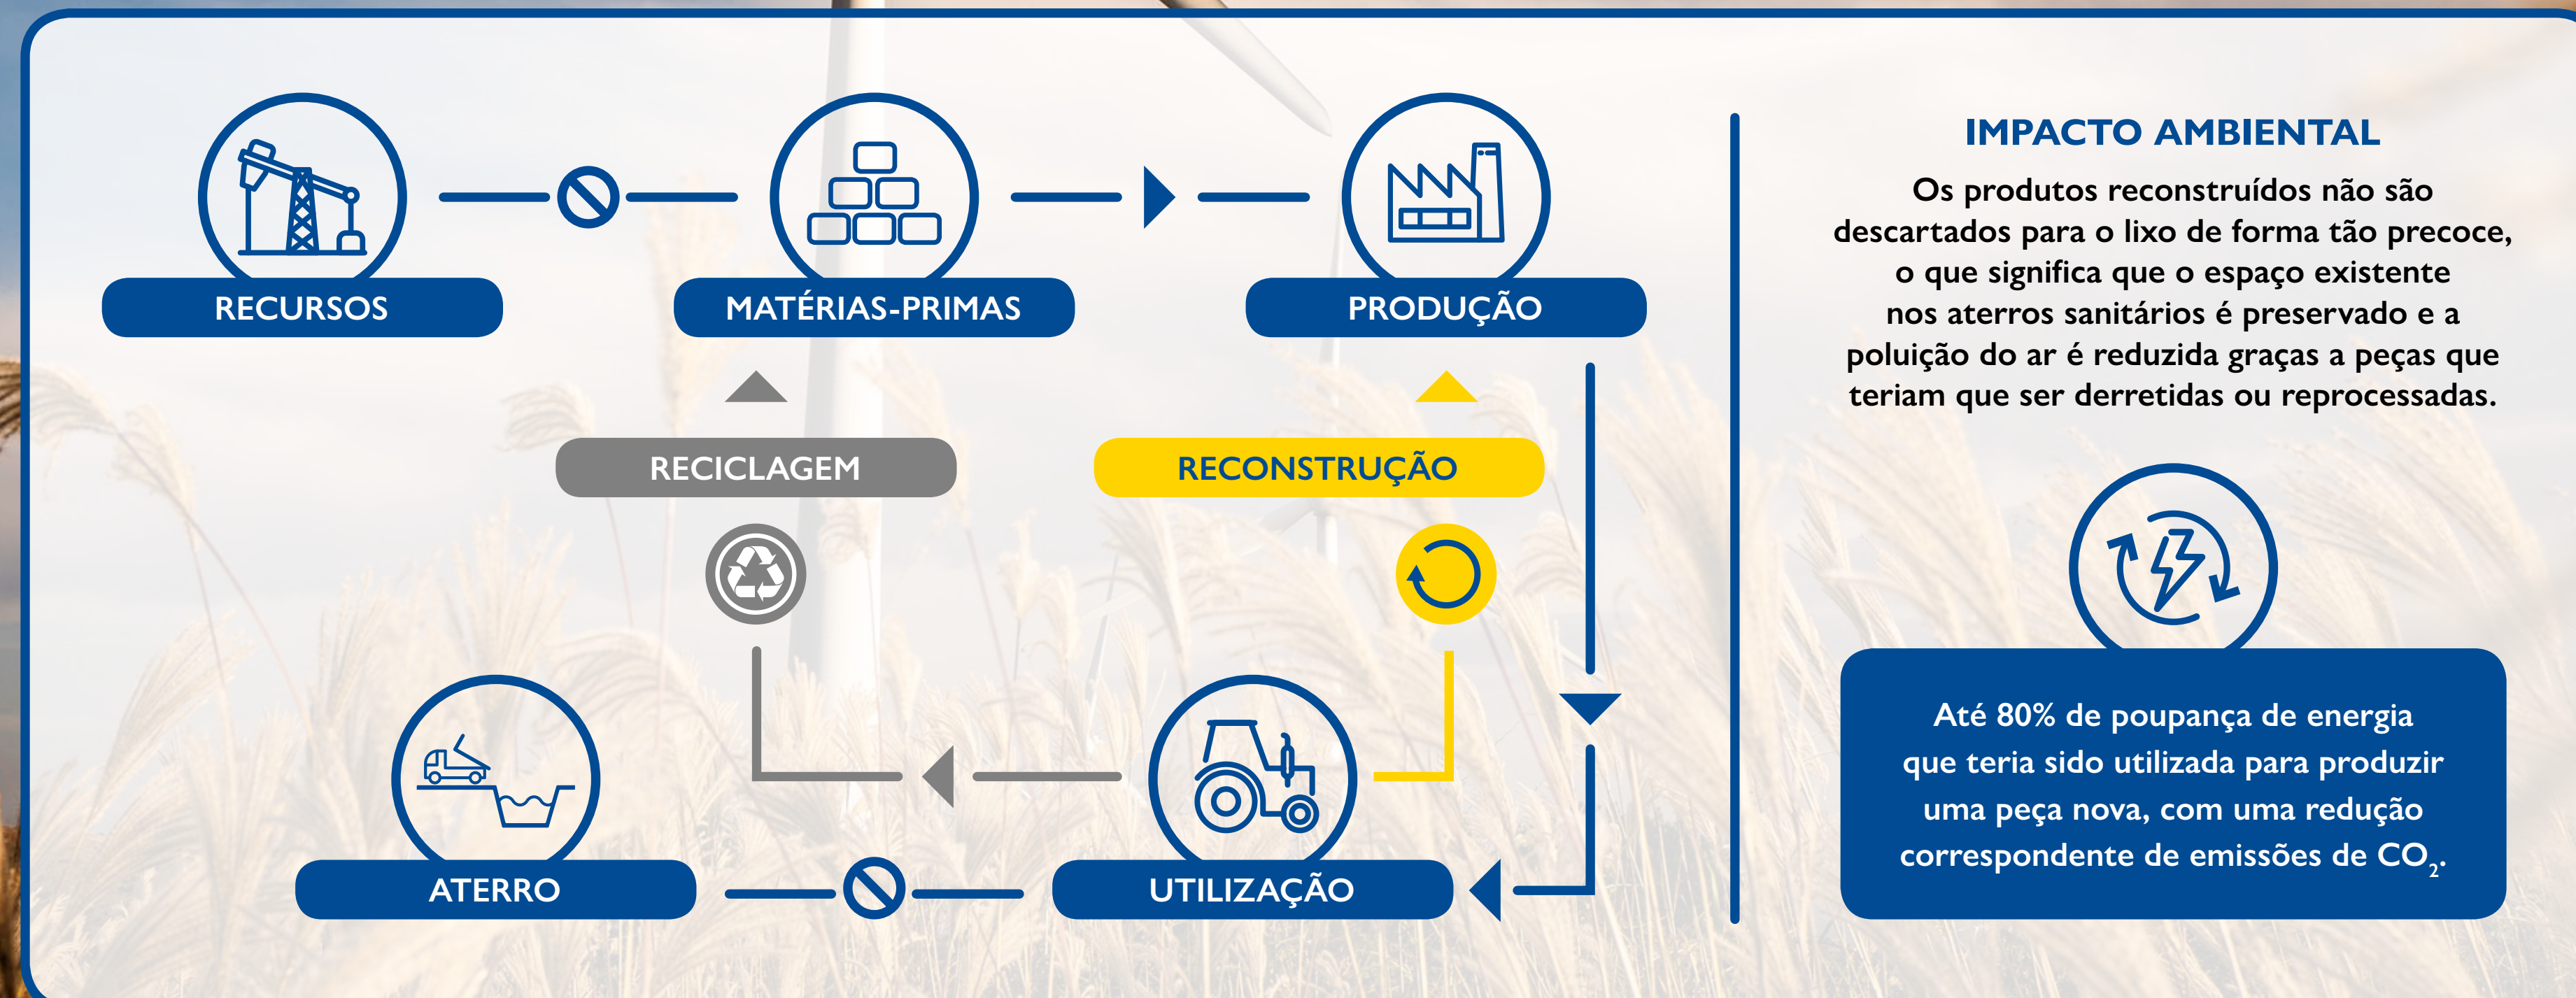 RECURSOS
MATÉRIAS-PRIMAS
PRODUÇÃO
RECICLAGEM
RECONSTRUÇÃO
ATERRO
UTILIZAÇÃO
IMPACTO AMBIENTAL
Os produtos reconstruídos não são
descartados para o lixo de forma tão precoce,
o que significa que o espaço existente
nos aterros sanitários é preservado e a
poluição do ar é reduzida graças a peças que
teriam que ser derretidas ou reprocessadas.
Até 80% de poupança de energia
que teria sido utilizada para produzir
uma peça nova, com uma redução
correspondente de emissões de CO₂.